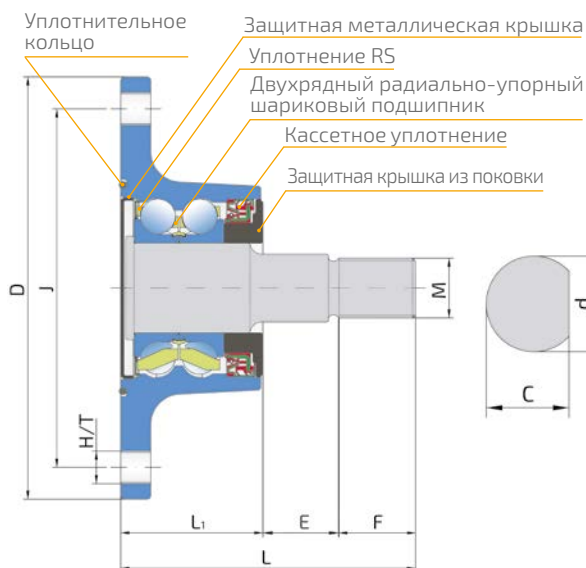 Уплотнительное
кольцо
Защитная металлическая крышка
Уплотнение RS
Двухрядный радиально-упорный
шариковый подшипник
Кассетное уплотнение
Защитная крышка из поковки
D
J
H/T
M
d
C
L₁
E
F
L